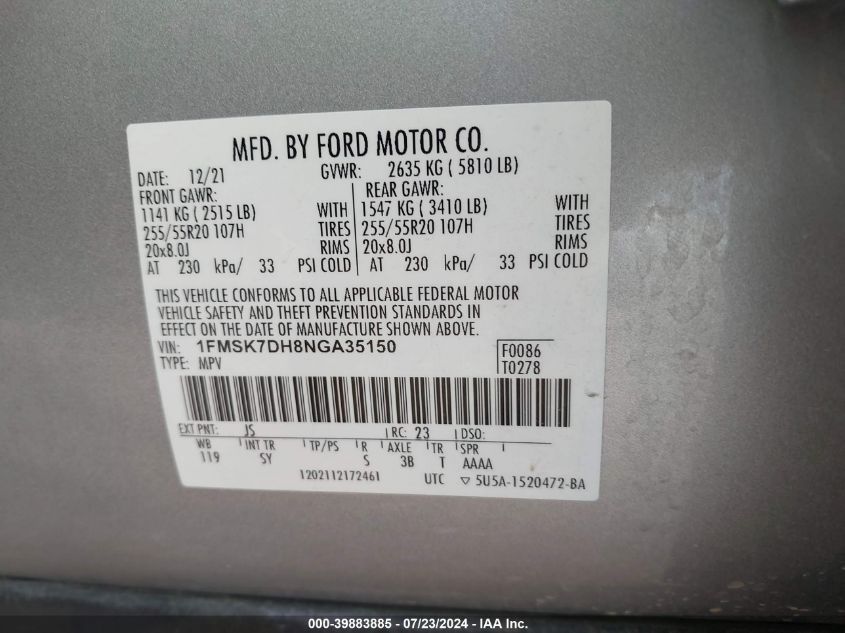 MFD. BY FORD MOTOR CO.
DATE: 12/21 GVWR: 2635 KG ( 5810 LB)
FRONT GAWR: REAR GAWR:
1141 KG ( 2515 LB) WITH 1547 KG ( 3410 LB) WITH
255/55R20 107H TIRES 255/55R20 107H TIRES
20x8.0J RIMS 20x8.0J RIMS
AT 230 kPa/ 33 PSI COLD AT 230 kPa/ 33 PSI COLD
THIS VEHICLE CONFORMS TO ALL APPLICABLE FEDERAL MOTOR
VEHICLE SAFETY AND THEFT PREVENTION STANDARDS IN
EFFECT ON THE DATE OF MANUFACTURE SHOWN ABOVE.
VIN: 1FMSK7DH8NGA35150 F0086
TYPE: MPV T0278
EXT PNT: JS RC: 23 DSO:
WB INT TR TP/PS R AXLE TR SPR
119 SY S 3B T AAAA
1202112172461 UTC ▽ 5U5A-1520472-BA
000-39883885 / 07/23/2024 - IAA Inc.